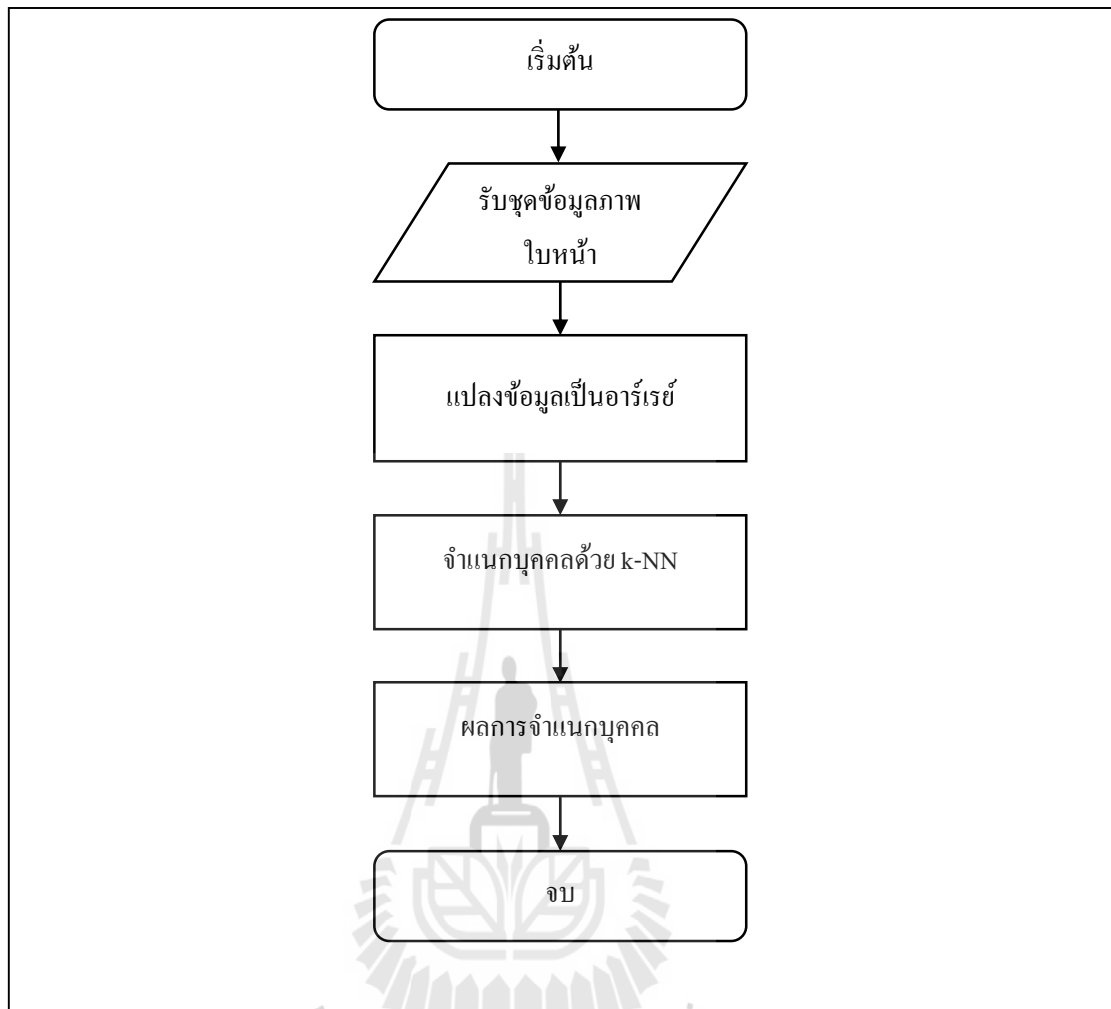 เริ่มต้น
รับชุดข้อมูลภาพ
ใบหน้า
แปลงข้อมูลเป็นอาร์เรย์
จำแนกบุคคลด้วย k-NN
ผลการจำแนกบุคคล
จบ